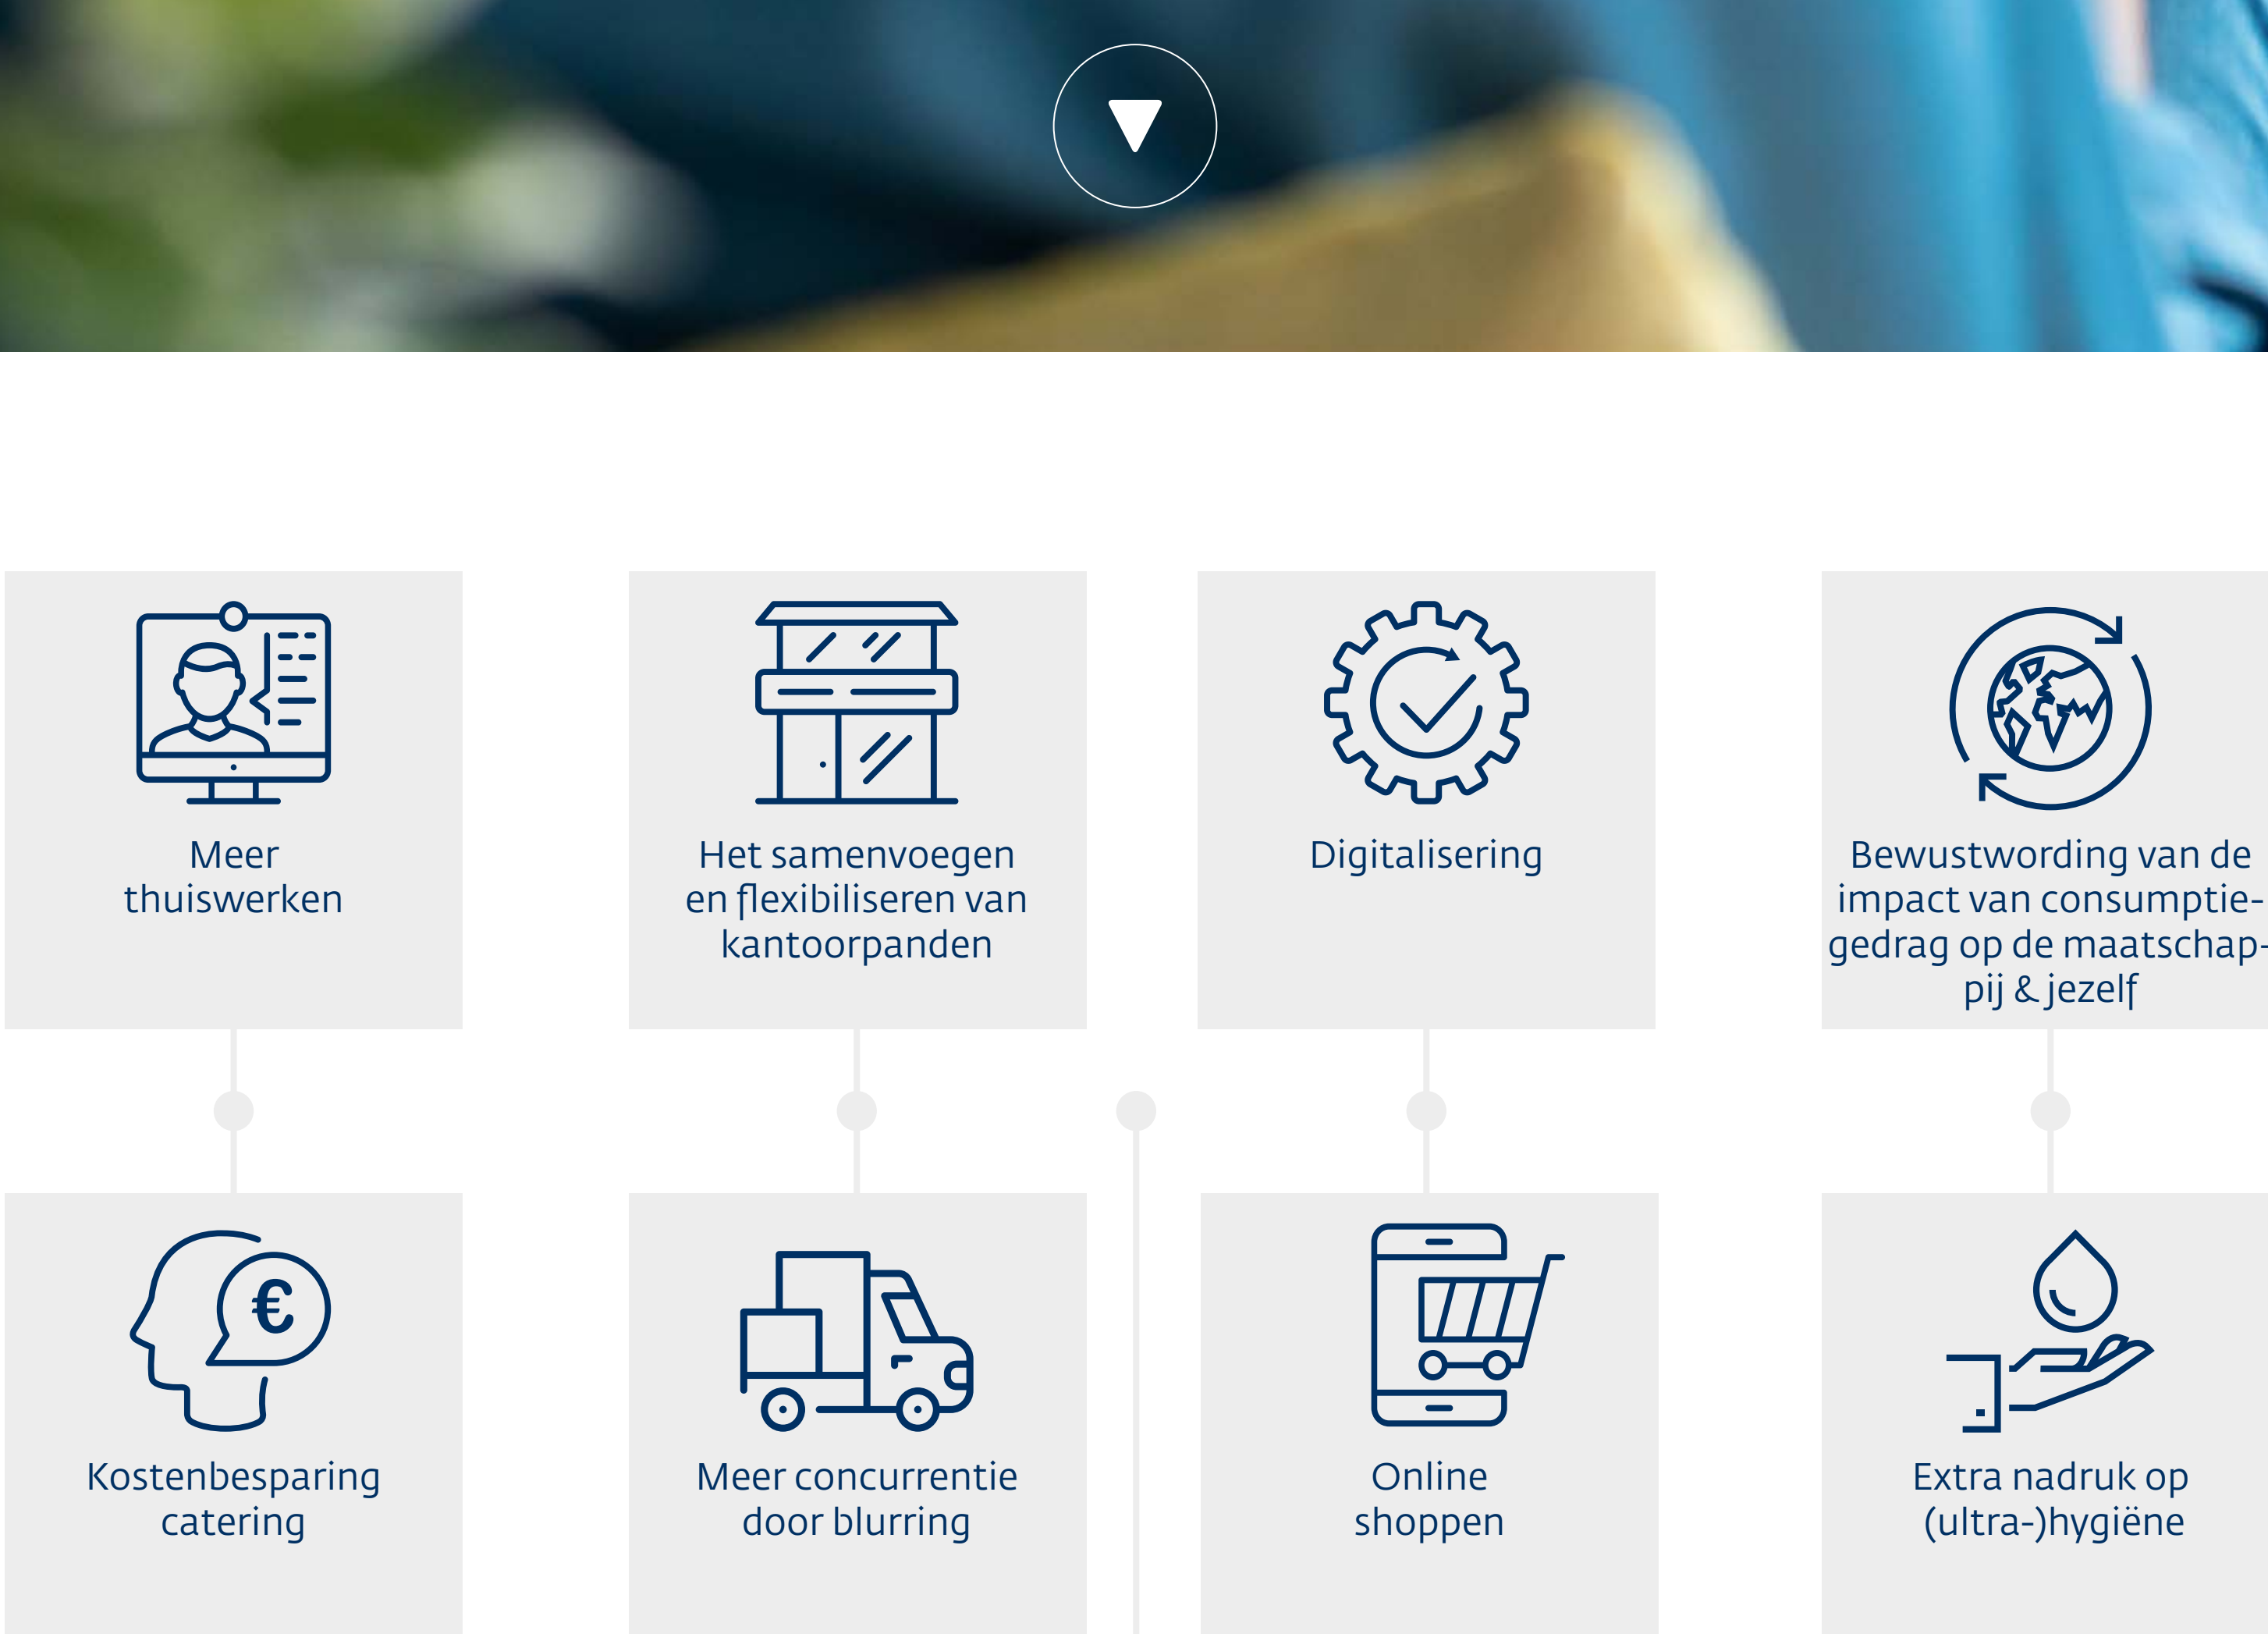 Meer
thuiswerken
Het samenvoegen
en flexibiliseren van
kantoorpanden
Digitalisering
Bewustwording van de
impact van consumptie-
gedrag op de maatschap-
pij & jezelf
€
Kostenbesparing
catering
Meer concurrentie
door blurring
Online
shoppen
Extra nadruk op
(ultra-)hygiëne